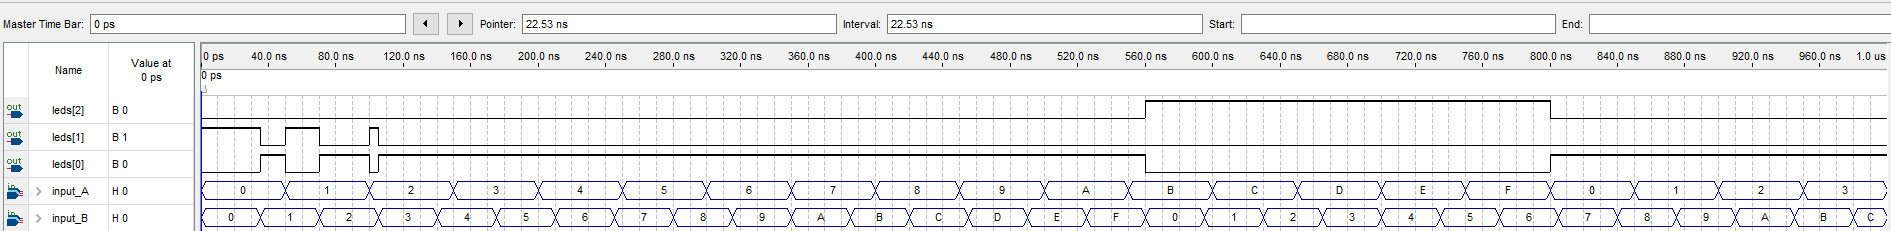 Master Time Bar: 0 ps Pointer: 22.53 ns Interval: 22.53 ns Start: End:
Name Value at 0 ps
0 ps 40.0 ns 80.0 ns 120.0 ns 160.0 ns 200.0 ns 240.0 ns 280.0 ns 320.0 ns 360.0 ns 400.0 ns 440.0 ns 480.0 ns 520.0 ns 560.0 ns 600.0 ns 640.0 ns 680.0 ns 720.0 ns 760.0 ns 800.0 ns 840.0 ns 880.0 ns 920.0 ns 960.0 ns 1.0 us
0 ps
out leds[2] B 0
out leds[1] B 1
out leds[0] B 0
in input_A H 0 0 1 2 3 4 5 6 7 8 9 A B C D E F 0 1 2 3
in input_B H 0 0 1 2 3 4 5 6 7 8 9 A B C D E F 0 1 2 3 4 5 6 7 8 9 A B C